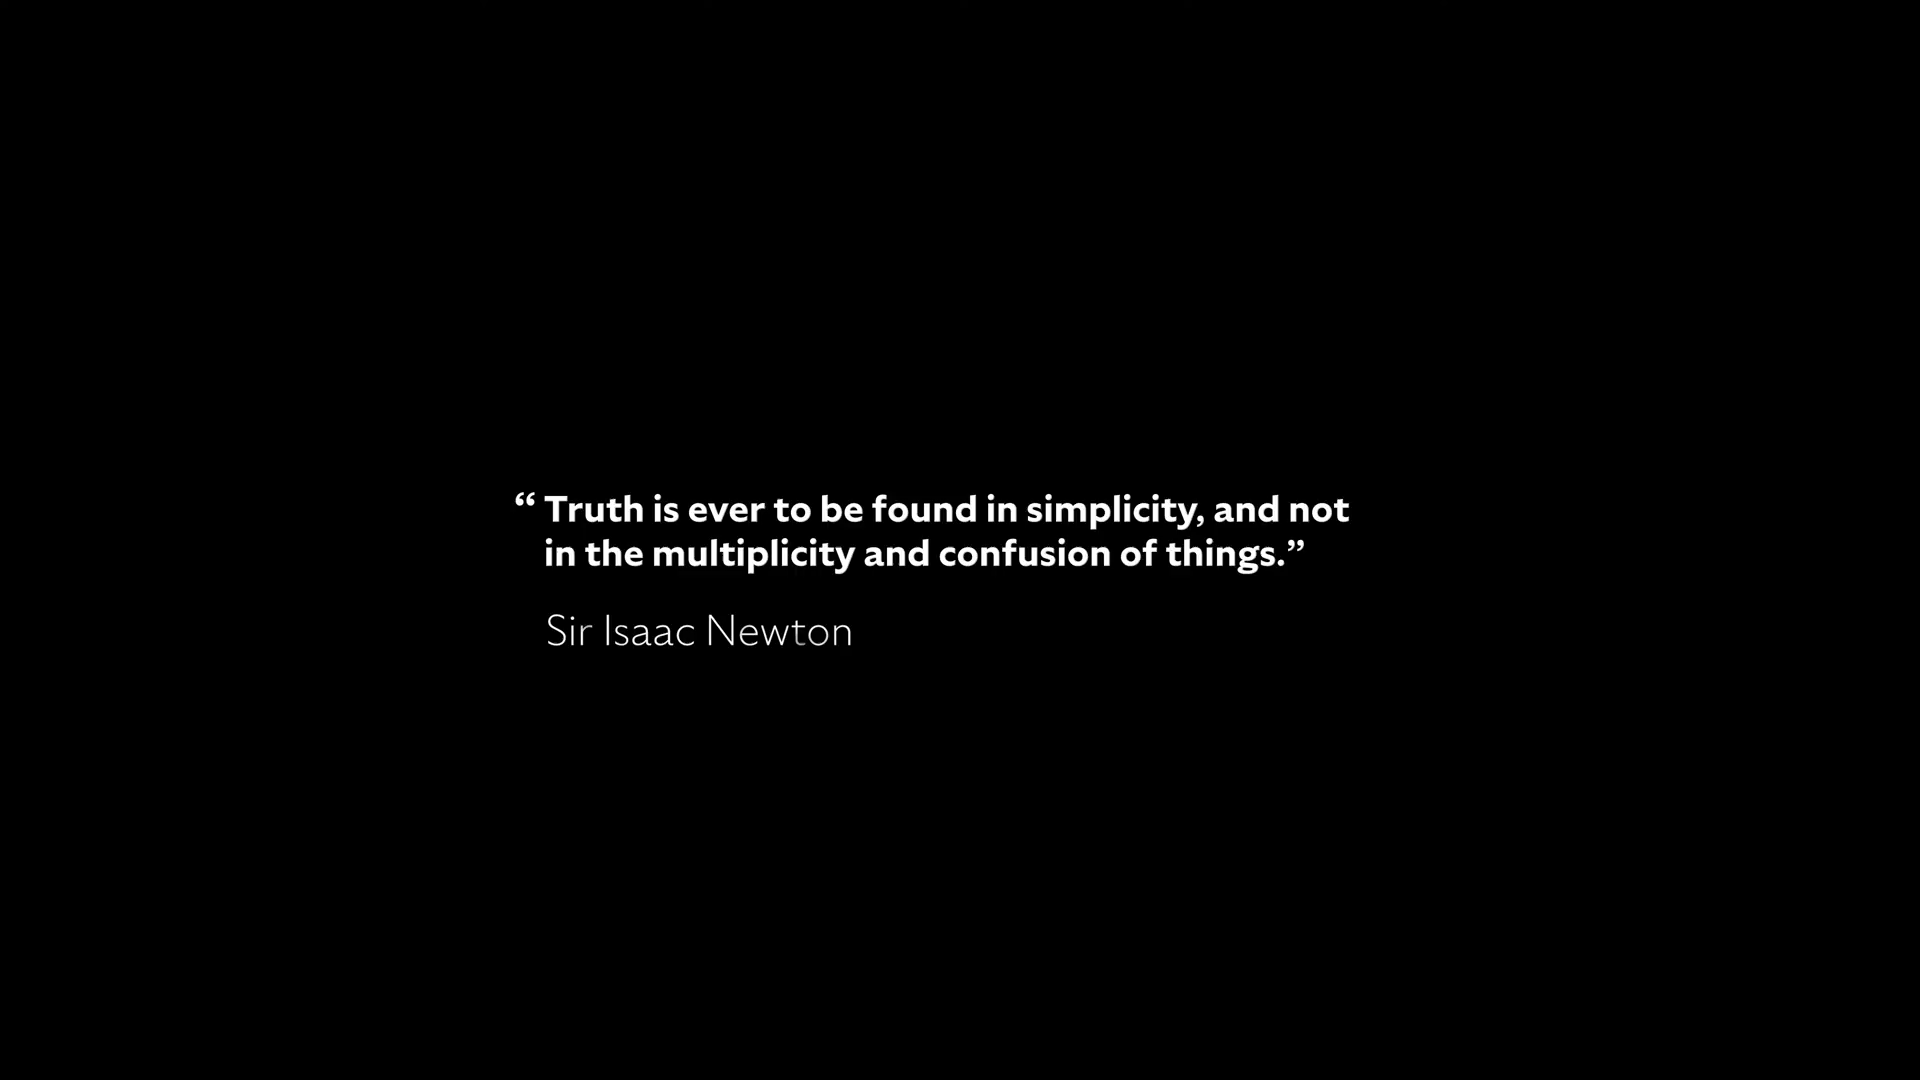 “ Truth is ever to be found in simplicity, and not
in the multiplicity and confusion of things.”
Sir Isaac Newton